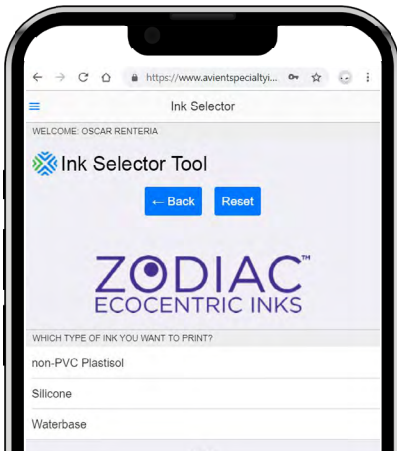 https://www.avientspecialtyi...
Ink Selector
WELCOME: OSCAR RENTERIA
Ink Selector Tool
← Back Reset
ZODIAC™
ECOCENTRIC INKS
WHICH TYPE OF INK YOU WANT TO PRINT?
non-PVC Plastisol
Silicone
Waterbase